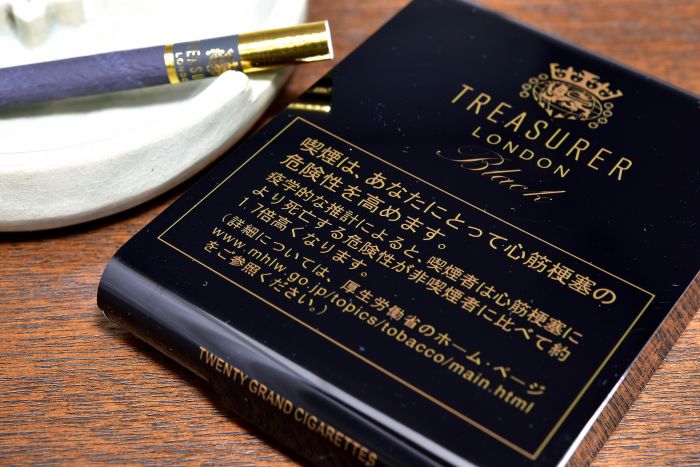 EASU
LONDO
TREASURER
LONDON
Black
喫煙は、あなたにとって心筋梗塞の
危険性を高めます。
疫学的な推計によると、喫煙者は心筋梗塞に
より死亡する危険性が非喫煙者に比べて約
1.7倍高くなります。
(詳細については、厚生労働省のホーム・ページ
www.mhlw.go.jp/topics/tobacco/main.html
をご参照ください。)
TWENTY GRAND CIGARETTES